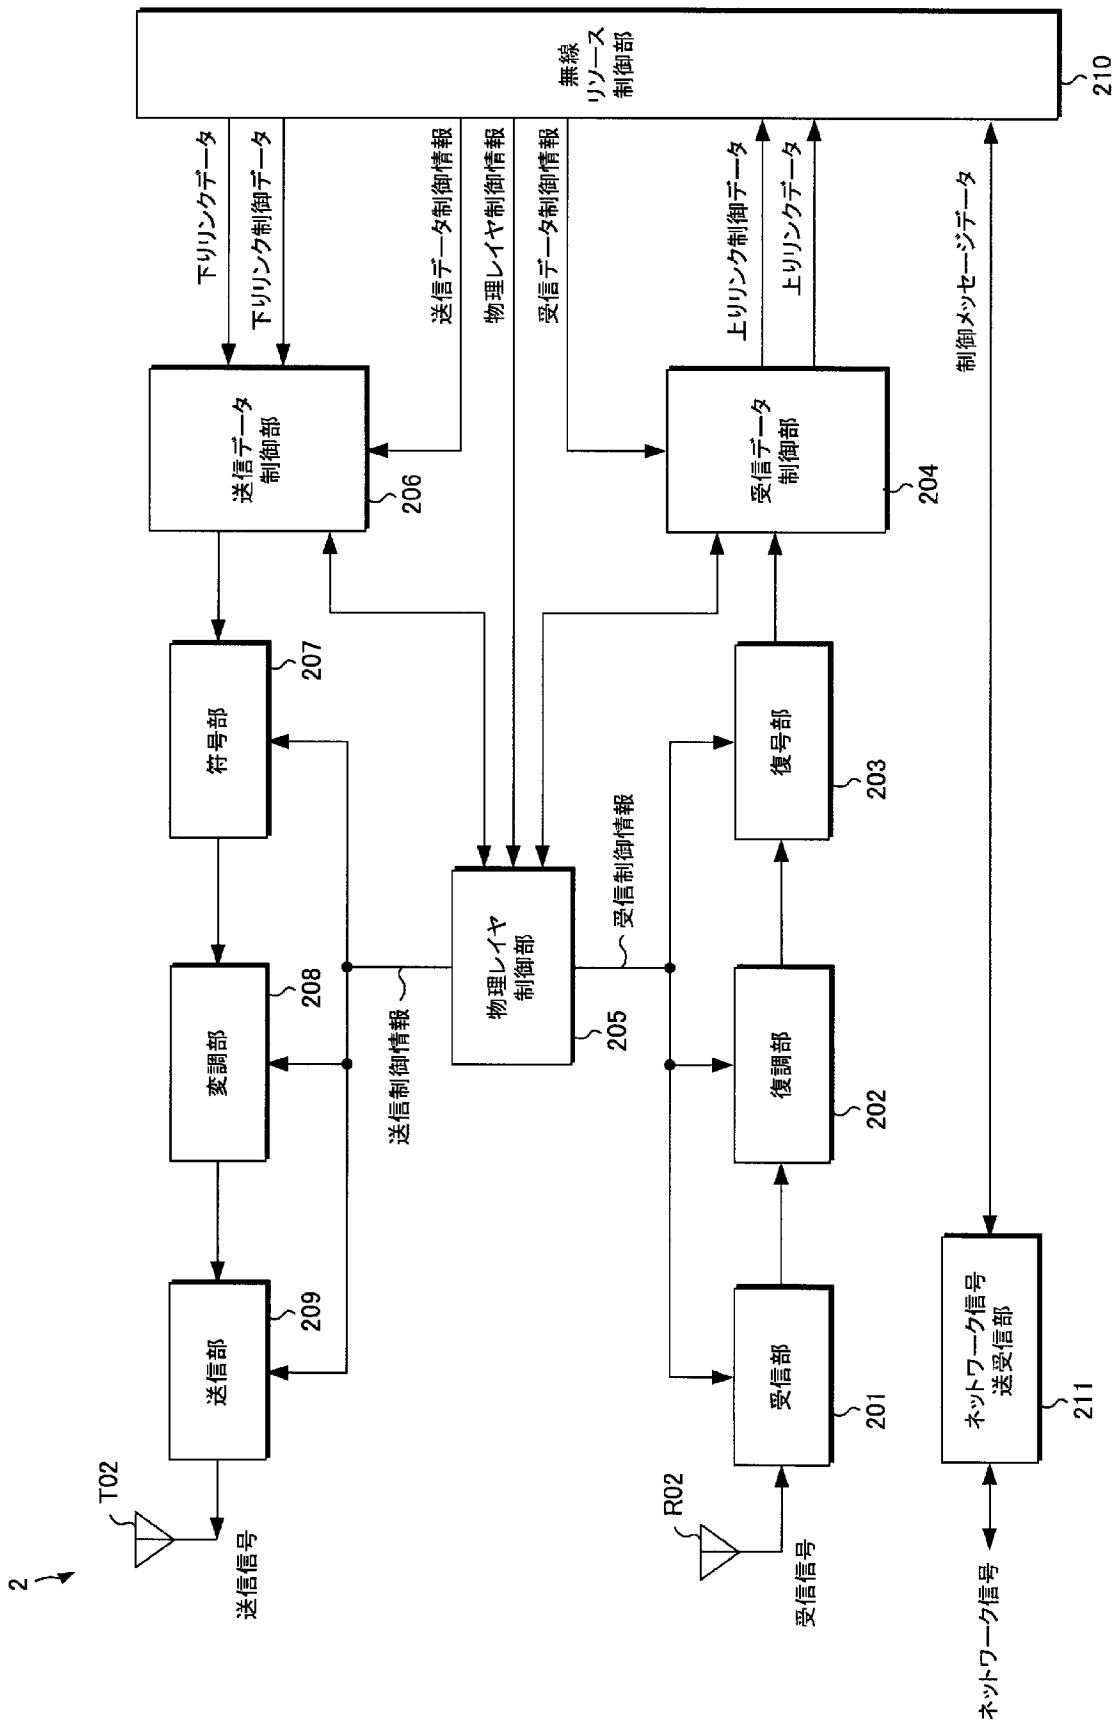 2
T02
送信信号
送信部
209
変調部
208
符号部
207
送信データ
制御部
206
下りリンクデータ
下りリンク制御データ
送信データ制御情報
物理レイヤ制御情報
受信データ制御情報
送信制御情報
物理レイヤ
制御部
205
受信制御情報
R02
受信信号
受信部
201
復調部
202
復号部
203
受信データ
制御部
204
上りリンク制御データ
上りリンクデータ
無線
リソース
制御部
210
ネットワーク信号
ネットワーク信号
送受信部
211
制御メッセージデータ